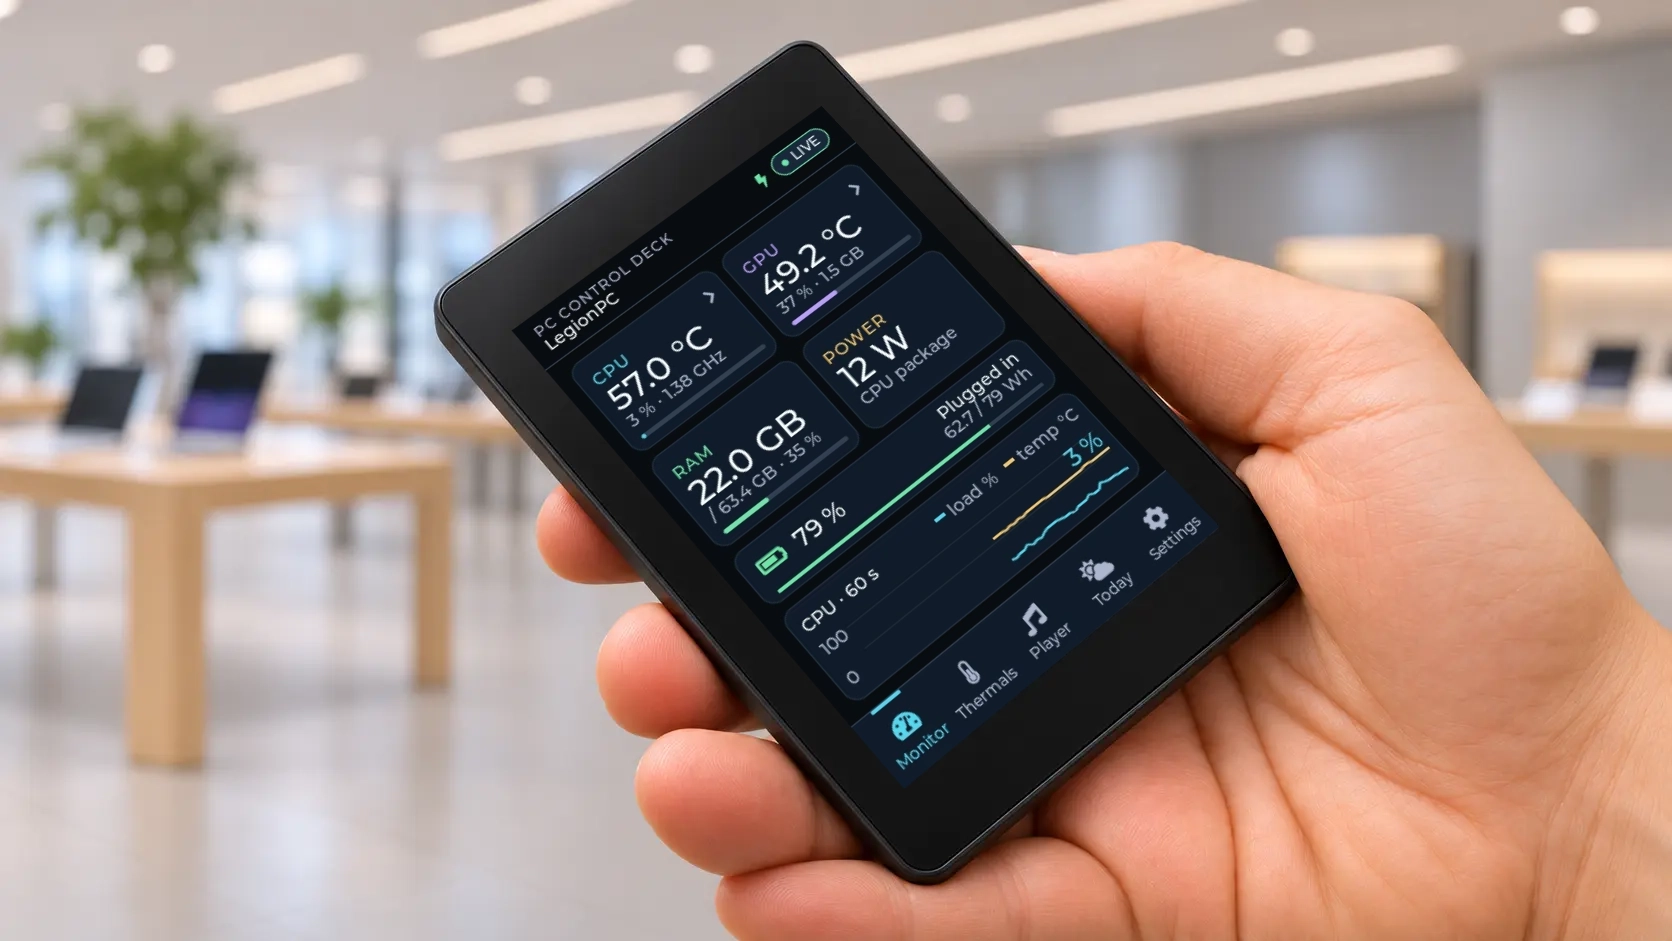 PC CONTROL DECK
LegionPC
LIVE
CPU
57.0 °C
3 % · 1.38 GHz
GPU
49.2 °C
37 % · 1.5 GB
RAM
22.0 GB
/ 63.4 GB · 35 %
POWER
12 W
CPU package
79 %
Plugged in
62.7 / 79 Wh
CPU · 60 s
load %
temp °C
3 %
100
0
Monitor
Thermals
Player
Today
Settings